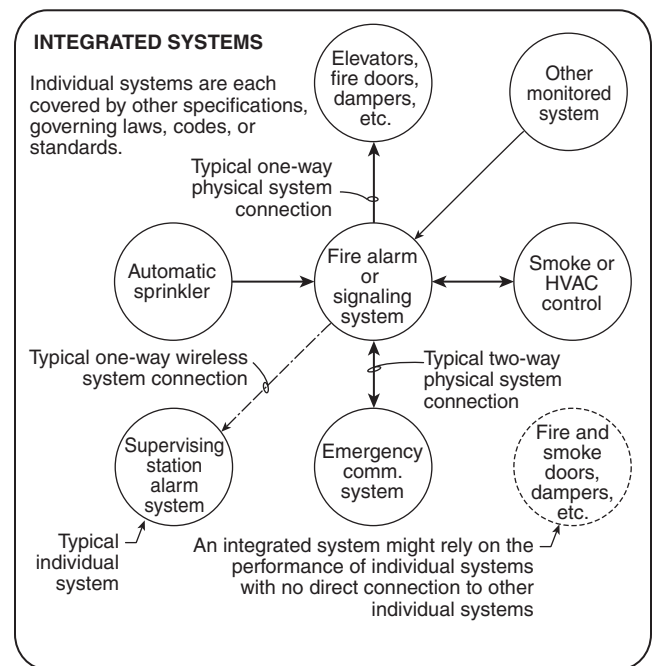 INTEGRATED SYSTEMS
Individual systems are each
covered by other specifications,
governing laws, codes, or
standards.
Elevators,
fire doors,
dampers,
etc.
Other
monitored
system
Typical one-way
physical system
connection
Automatic
sprinkler
Fire alarm
or
signaling
system
Smoke or
HVAC
control
Typical one-way wireless
system connection
Typical two-way
physical system
connection
Supervising
station
alarm
system
Emergency
comm.
system
Fire and
smoke
doors,
dampers,
etc.
Typical
individual
system
An integrated system might rely on the
performance of individual systems
with no direct connection to other
individual systems